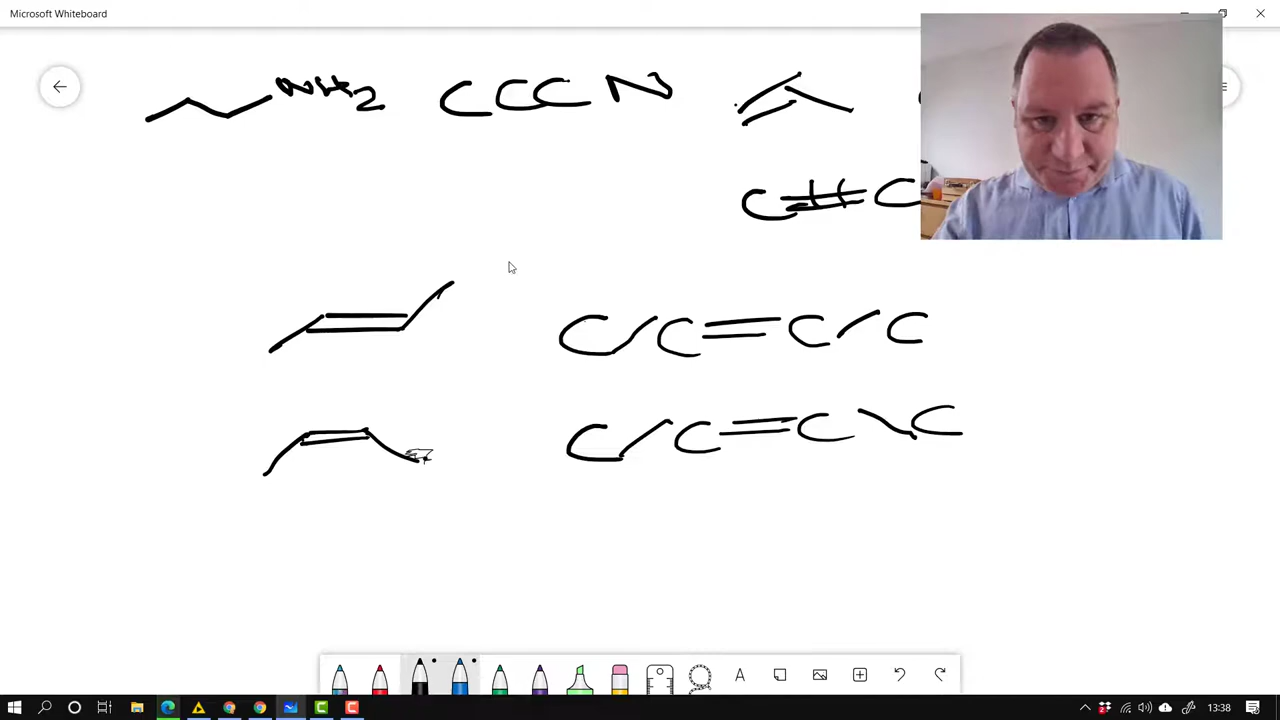 Microsoft Whiteboard
NH2 CCCN
C=C
C/C=C/C
C/C=C\C
A
13:38